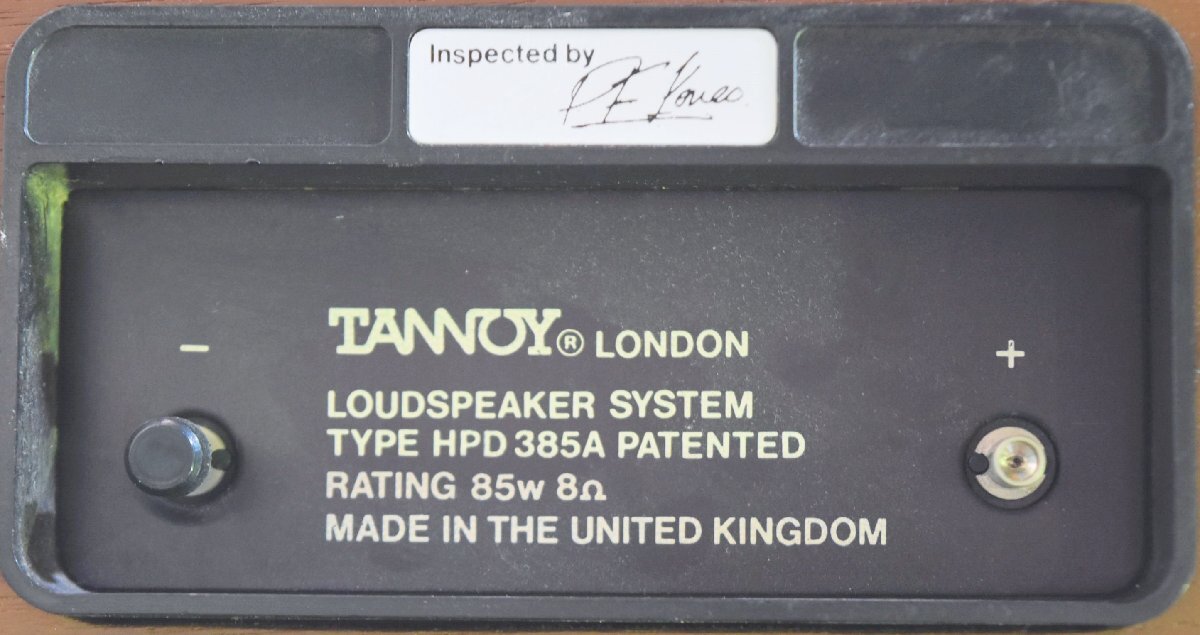 Inspected by
TANNOY® LONDON
- +
LOUDSPEAKER SYSTEM
TYPE HPD 385A PATENTED
RATING 85w 8Ω
MADE IN THE UNITED KINGDOM